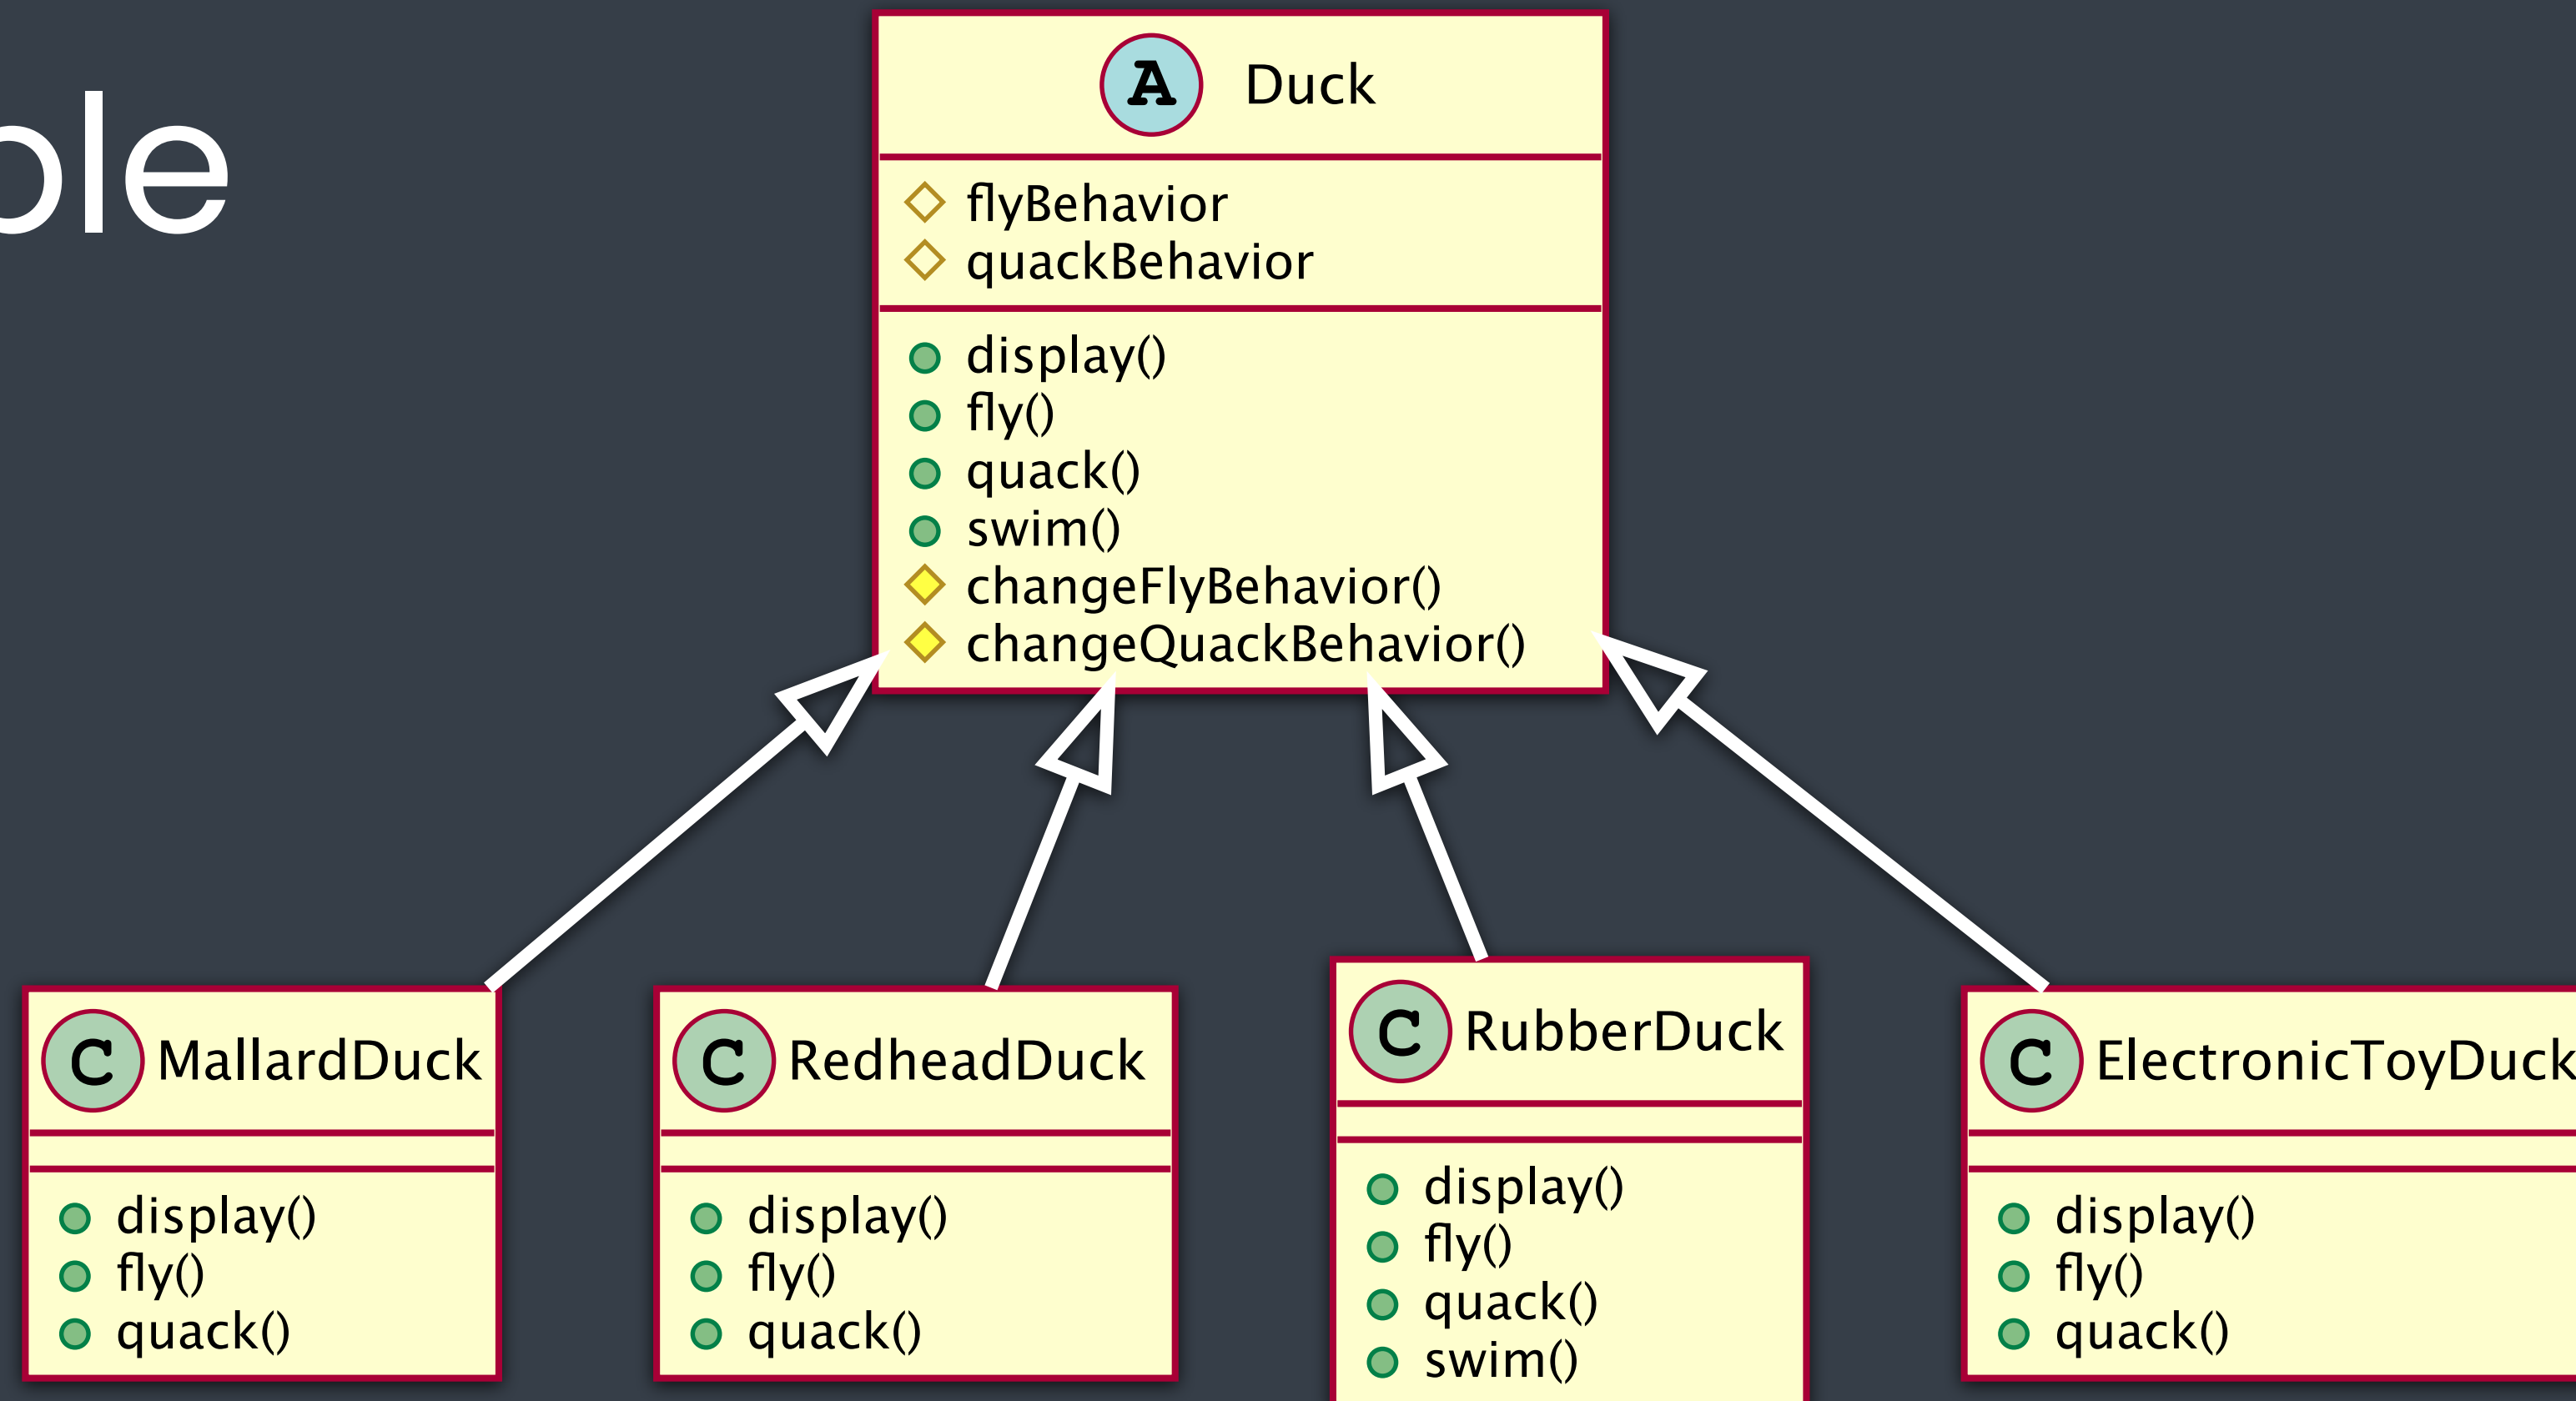 ple
A Duck
flyBehavior
quackBehavior
display()
fly()
quack()
swim()
changeFlyBehavior()
changeQuackBehavior()
C MallardDuck
display()
fly()
quack()
C RedheadDuck
display()
fly()
quack()
C RubberDuck
display()
fly()
quack()
swim()
C ElectronicToyDuck
display()
fly()
quack()